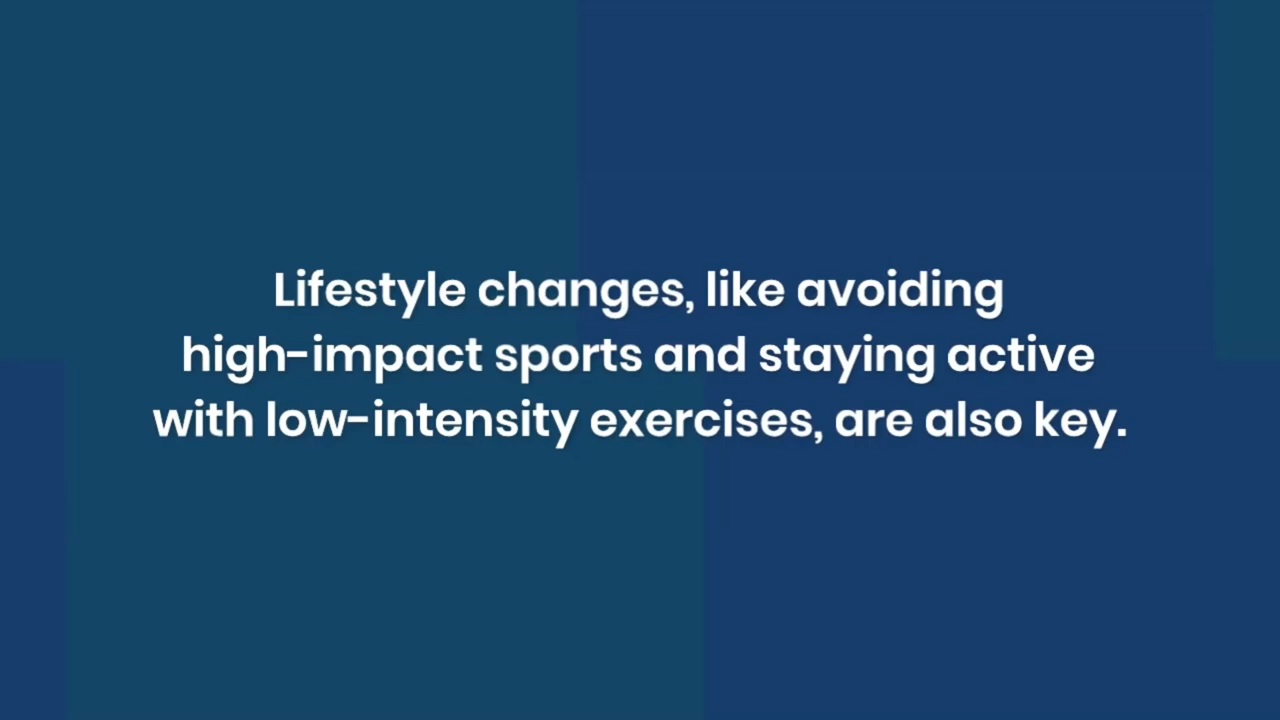 Lifestyle changes, like avoiding
high-impact sports and staying active
with low-intensity exercises, are also key.